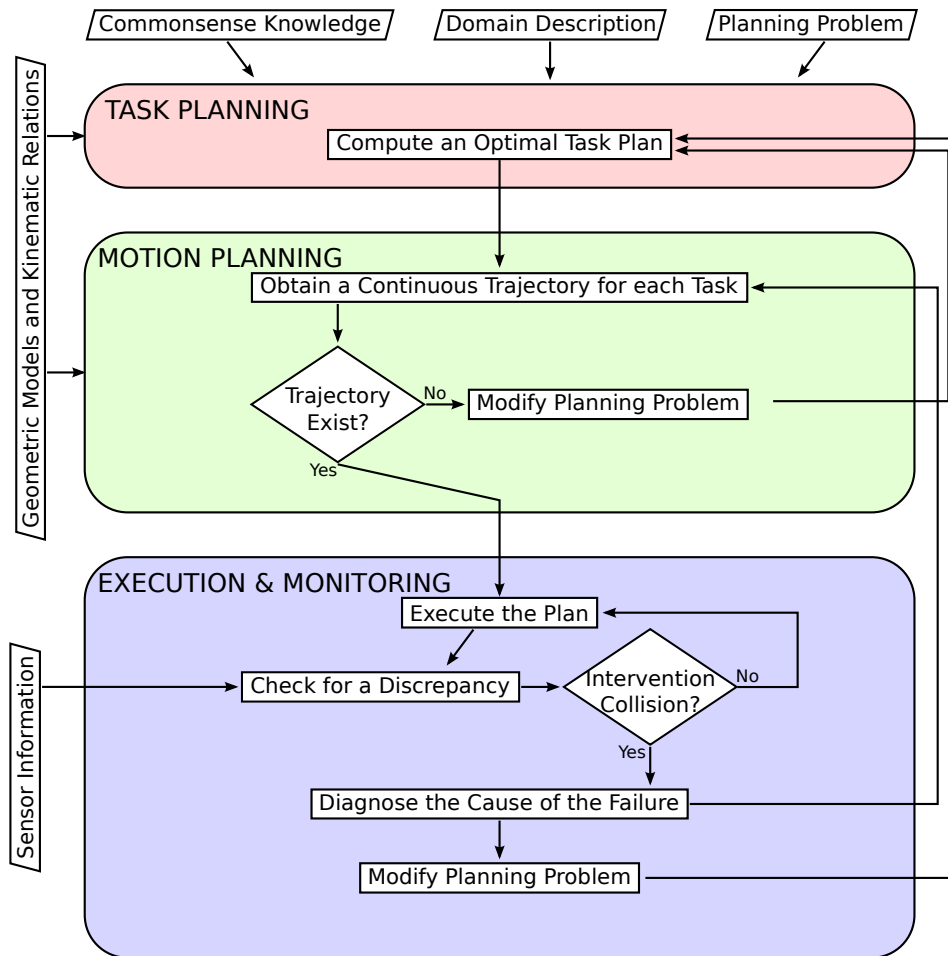 Commonsense Knowledge
Domain Description
Planning Problem
Geometric Models and Kinematic Relations
TASK PLANNING
Compute an Optimal Task Plan
MOTION PLANNING
Obtain a Continuous Trajectory for each Task
Trajectory
Exist?
No
Modify Planning Problem
Yes
EXECUTION & MONITORING
Execute the Plan
Sensor Information
Check for a Discrepancy
Intervention
Collision?
No
Yes
Diagnose the Cause of the Failure
Modify Planning Problem